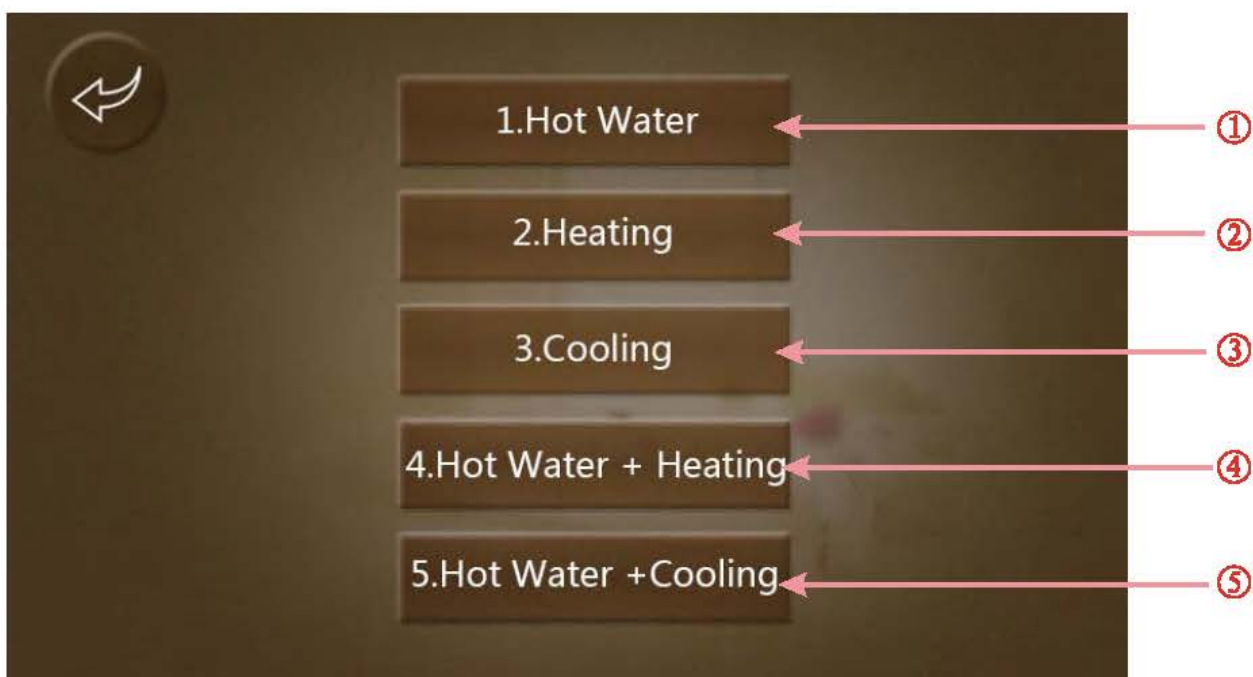 1.Hot Water ①
2.Heating ②
3.Cooling ③
4.Hot Water + Heating ④
5.Hot Water +Cooling ⑤